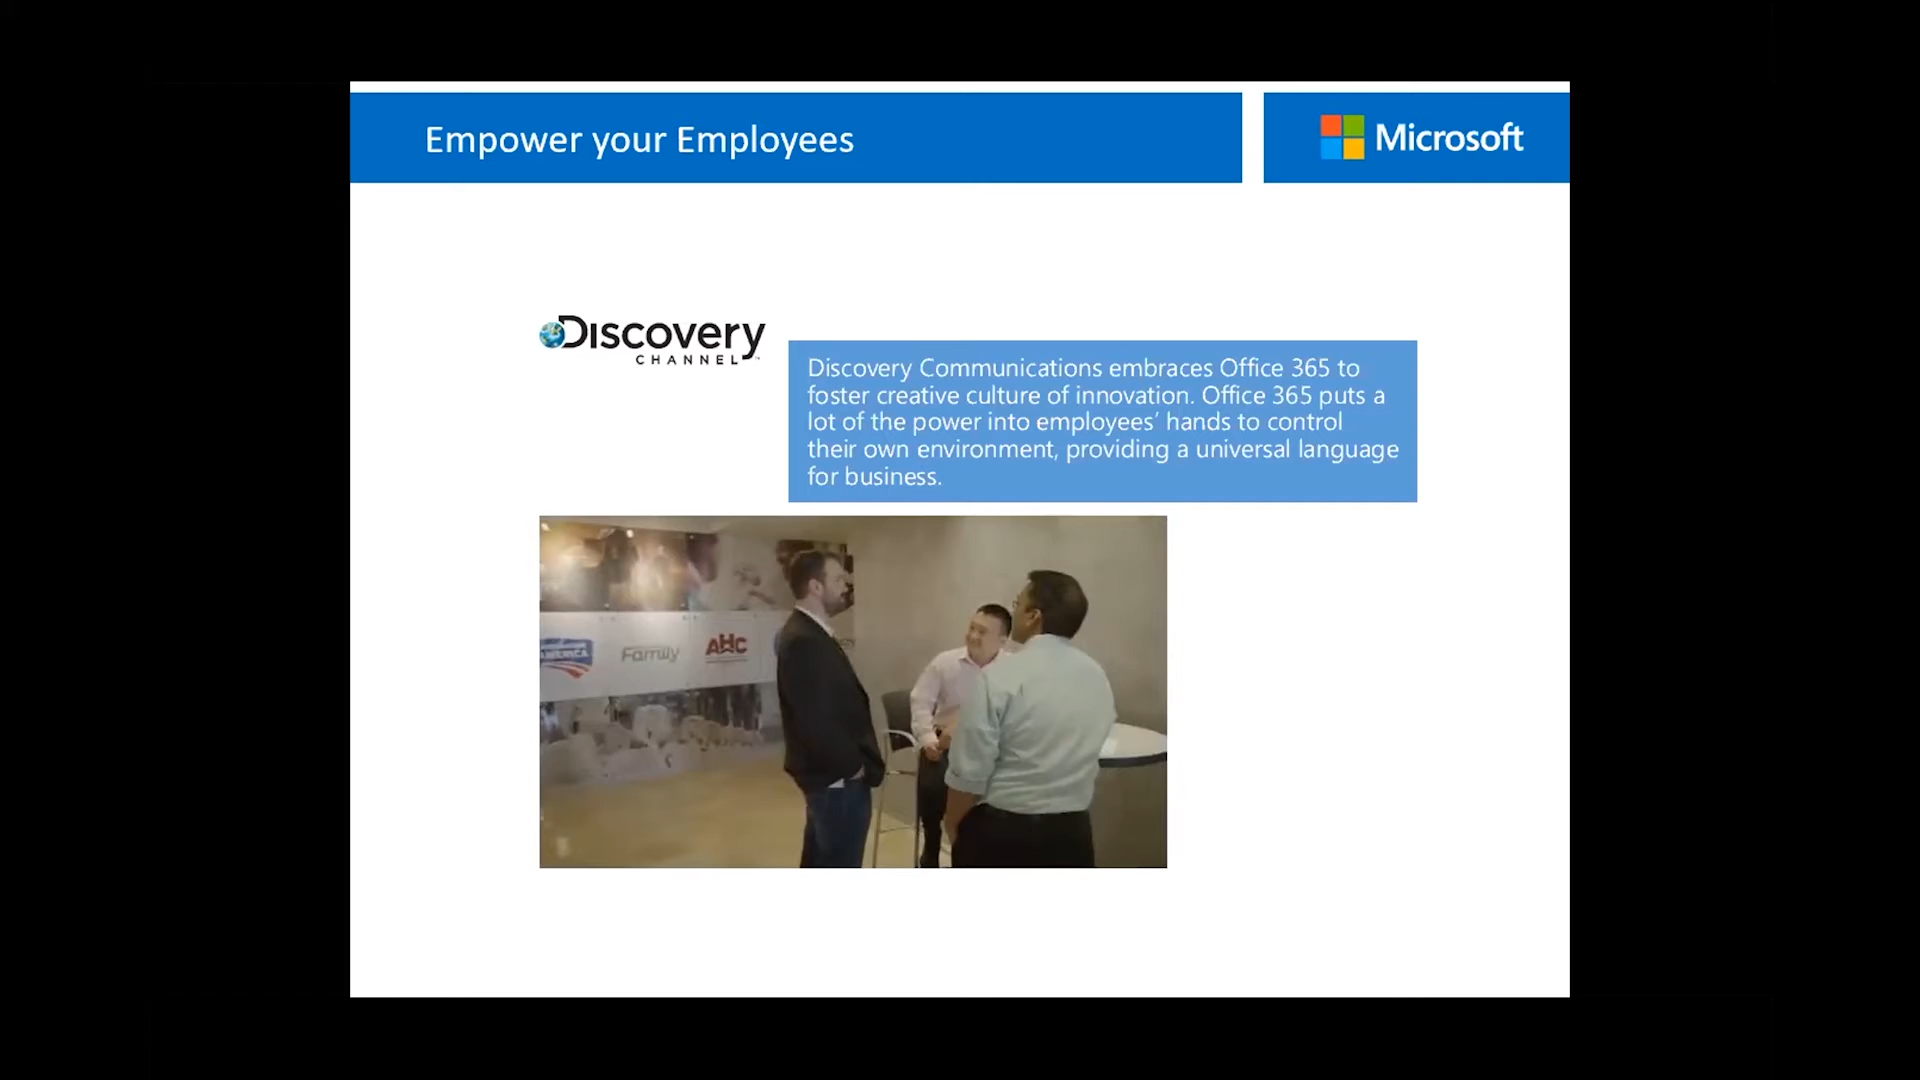 Empower your Employees
Microsoft
Discovery
CHANNEL
Discovery Communications embraces Office 365 to
foster creative culture of innovation. Office 365 puts a
lot of the power into employees’ hands to control
their own environment, providing a universal language
for business.
AMERICA
Family
AHC